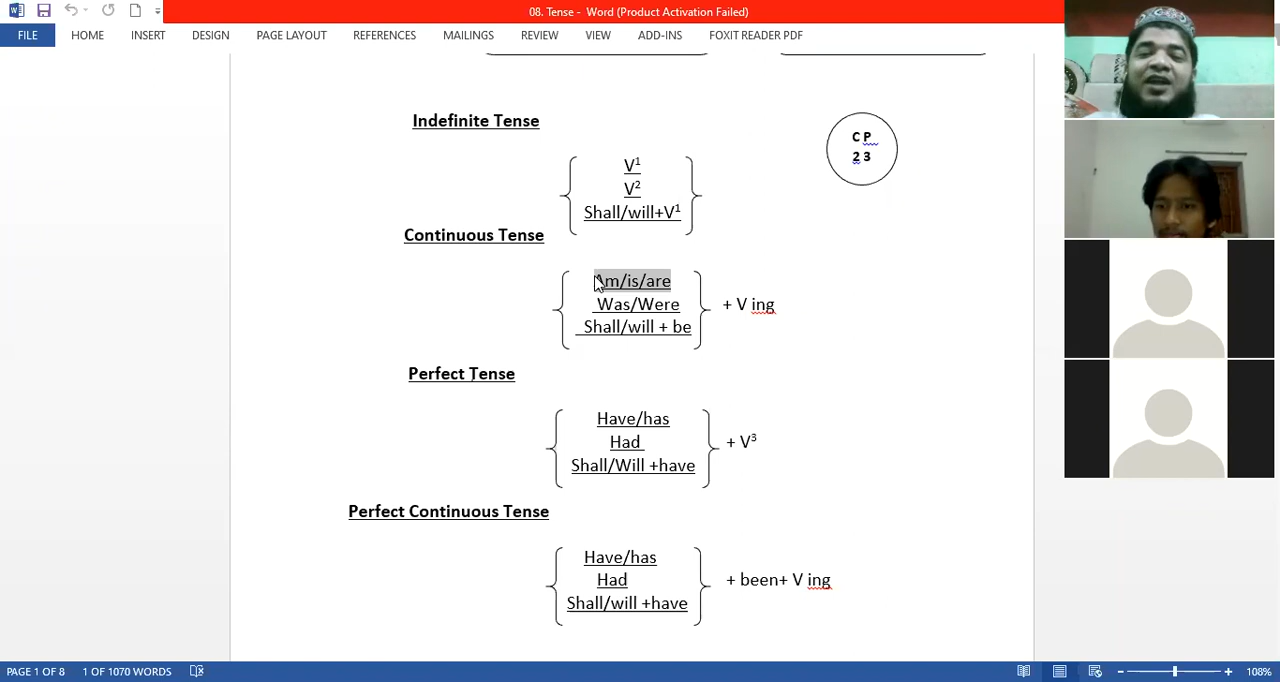 08. Tense - Word (Product Activation Failed)
FILE HOME INSERT DESIGN PAGE LAYOUT REFERENCES MAILINGS REVIEW VIEW ADD-INS FOXIT READER PDF
Indefinite Tense
C P
2 3
V¹
V²
Shall/will+V¹
Continuous Tense
Am/is/are
Was/Were + V ing
Shall/will + be
Perfect Tense
Have/has
Had + V³
Shall/Will +have
Perfect Continuous Tense
Have/has
Had + been+ V ing
Shall/will +have
PAGE 1 OF 8 1 OF 1070 WORDS 108%